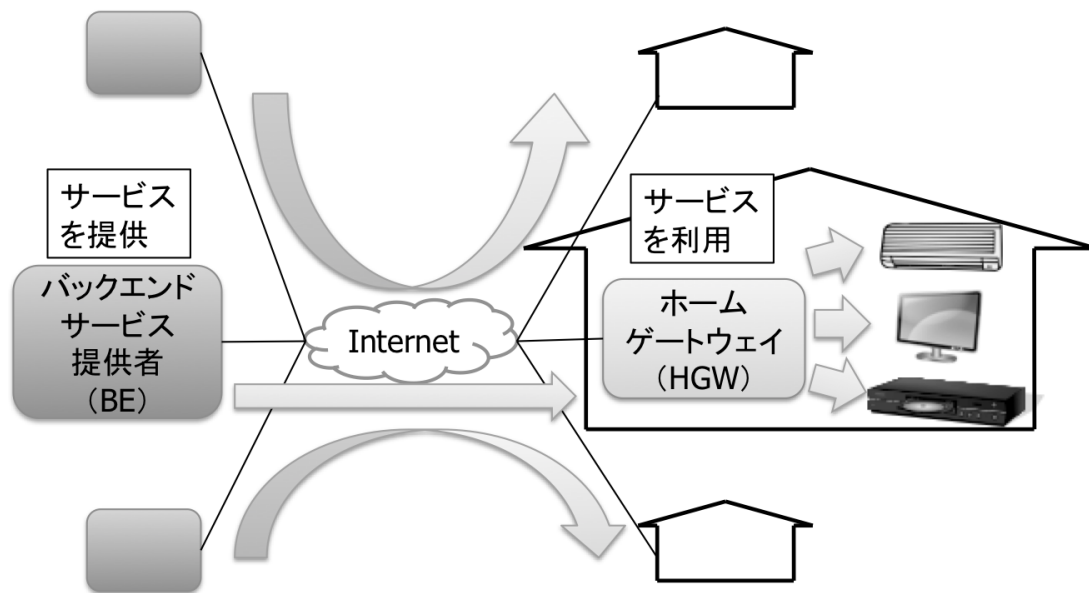 サービス
を提供
バックエンド
サービス
提供者
（BE）
Internet
サービス
を利用
ホーム
ゲートウェイ
（HGW）